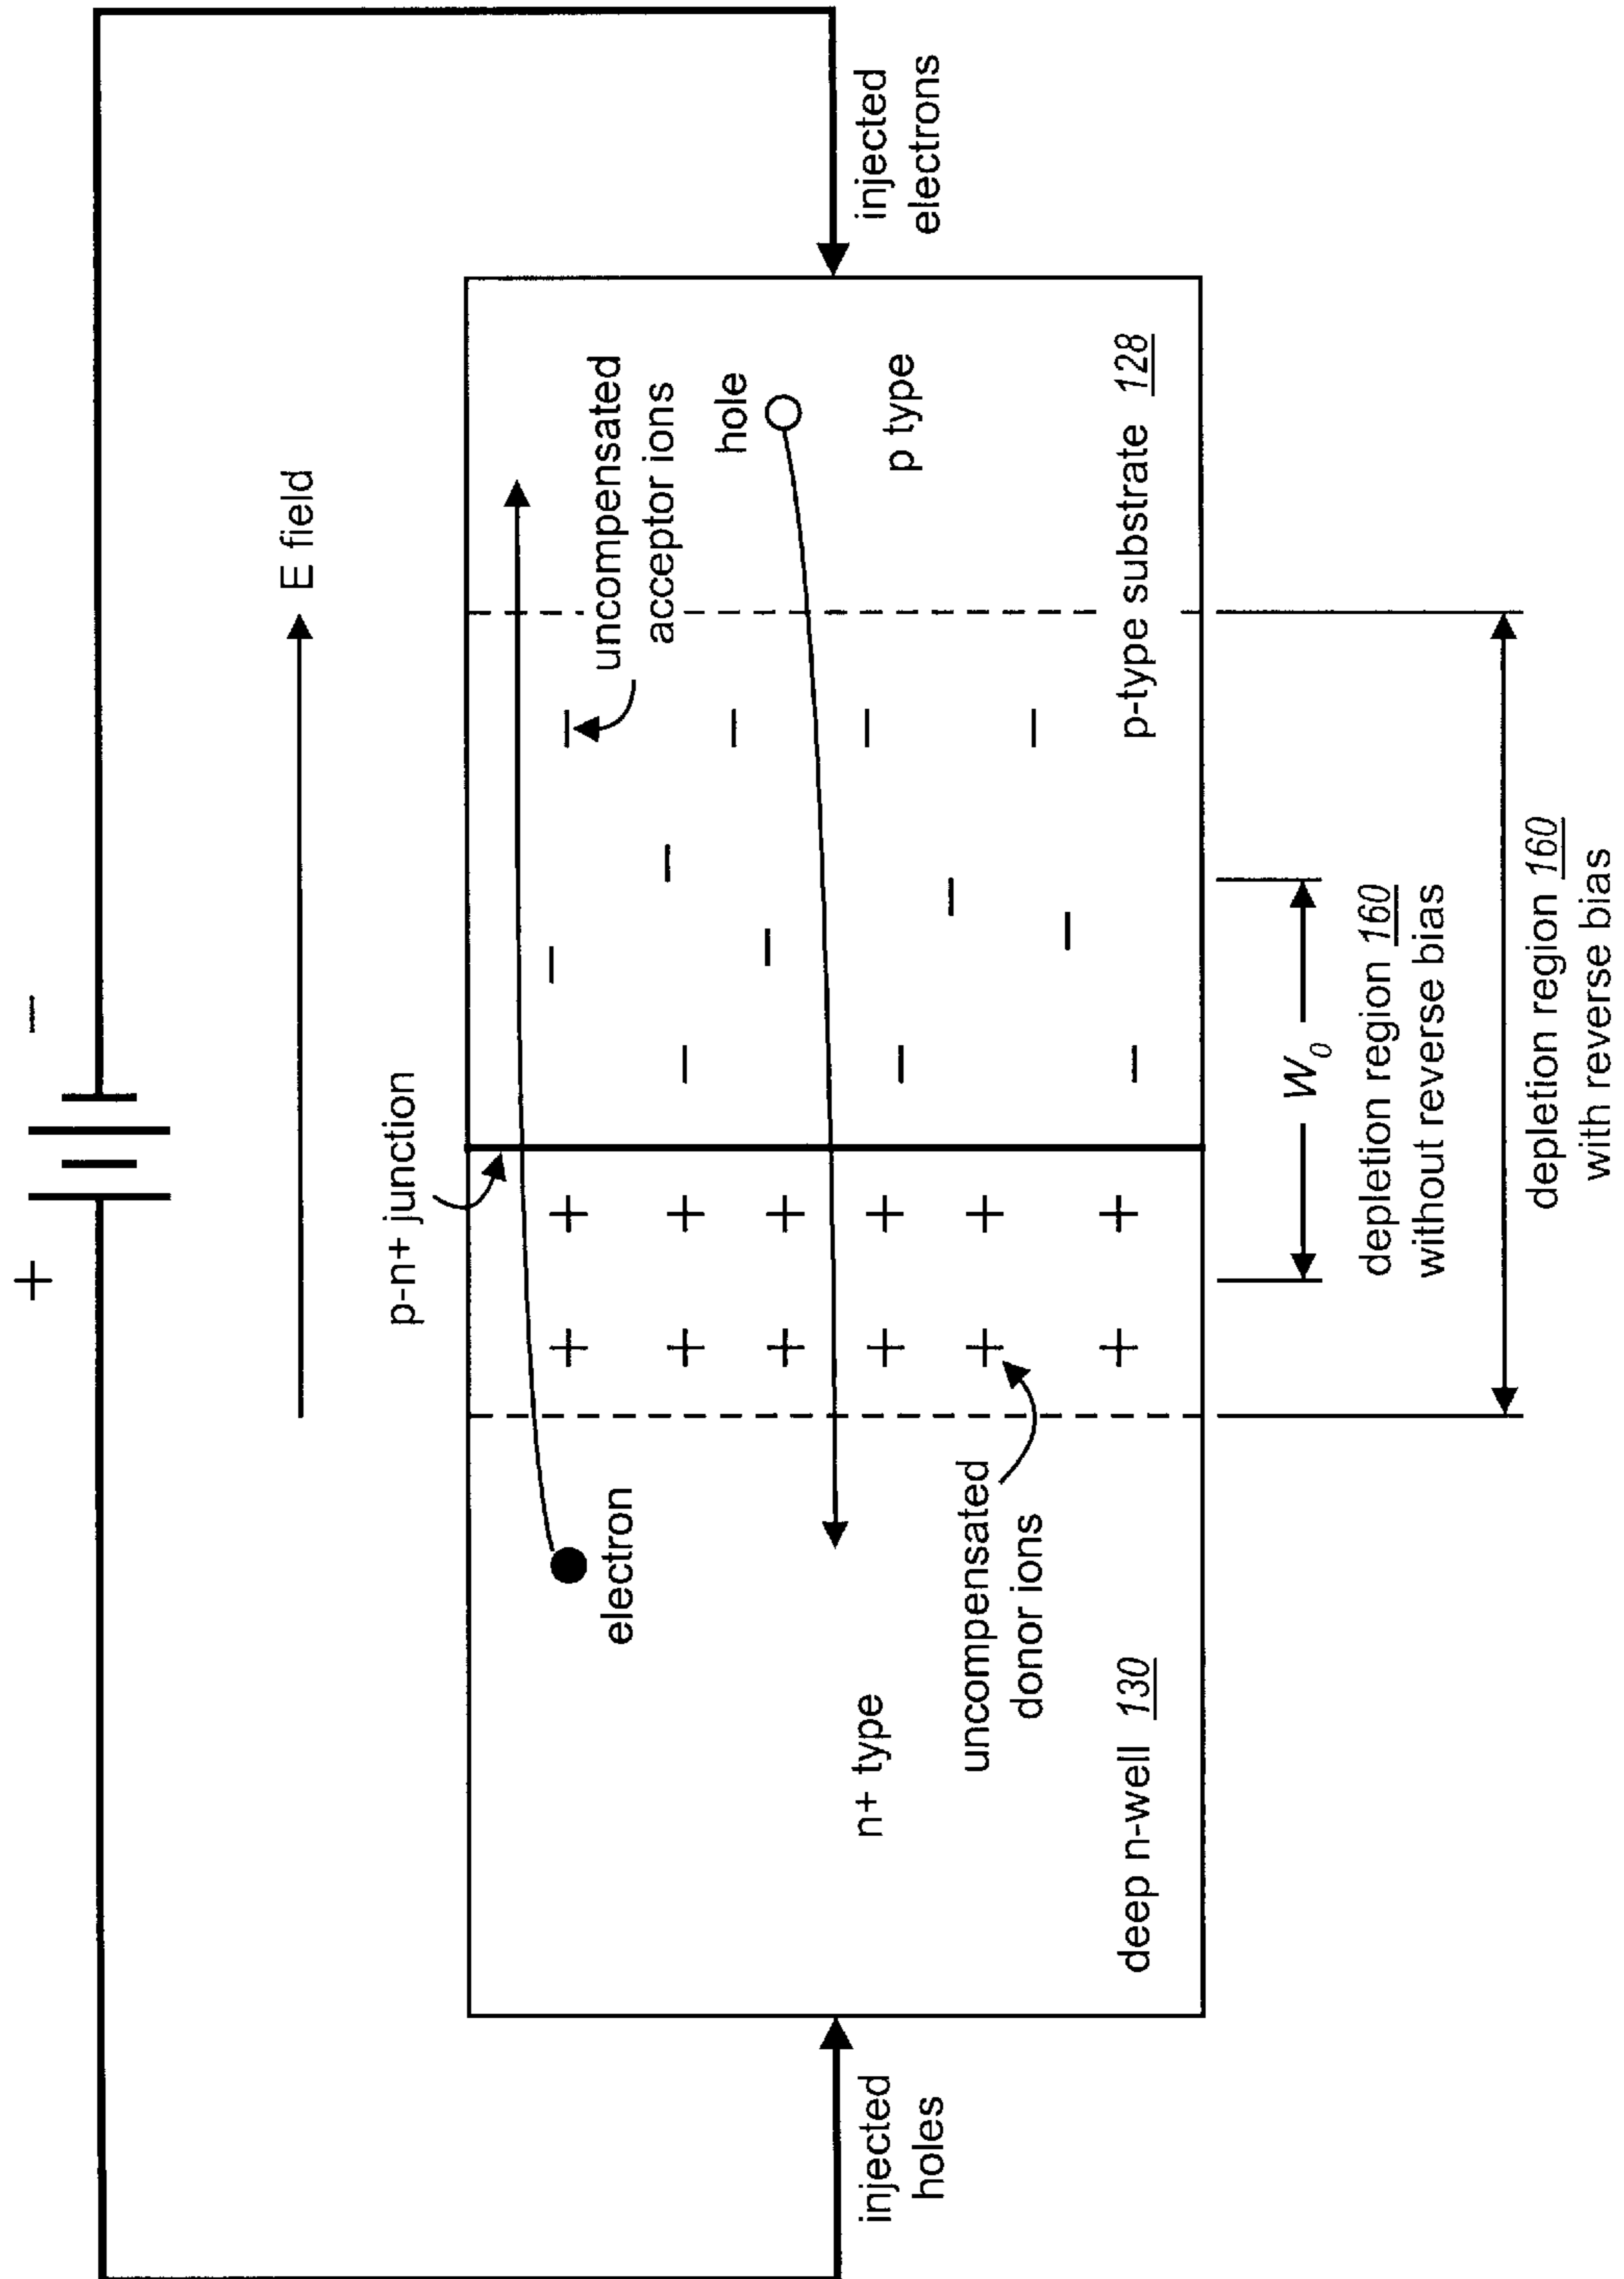 +
−
E field
p-n+ junction
electron
uncompensated
acceptor ions
hole
n+ type
p type
uncompensated
donor ions
deep n-well 130
p-type substrate 128
injected
holes
injected
electrons
W0
depletion region 160
without reverse bias
depletion region 160
with reverse bias